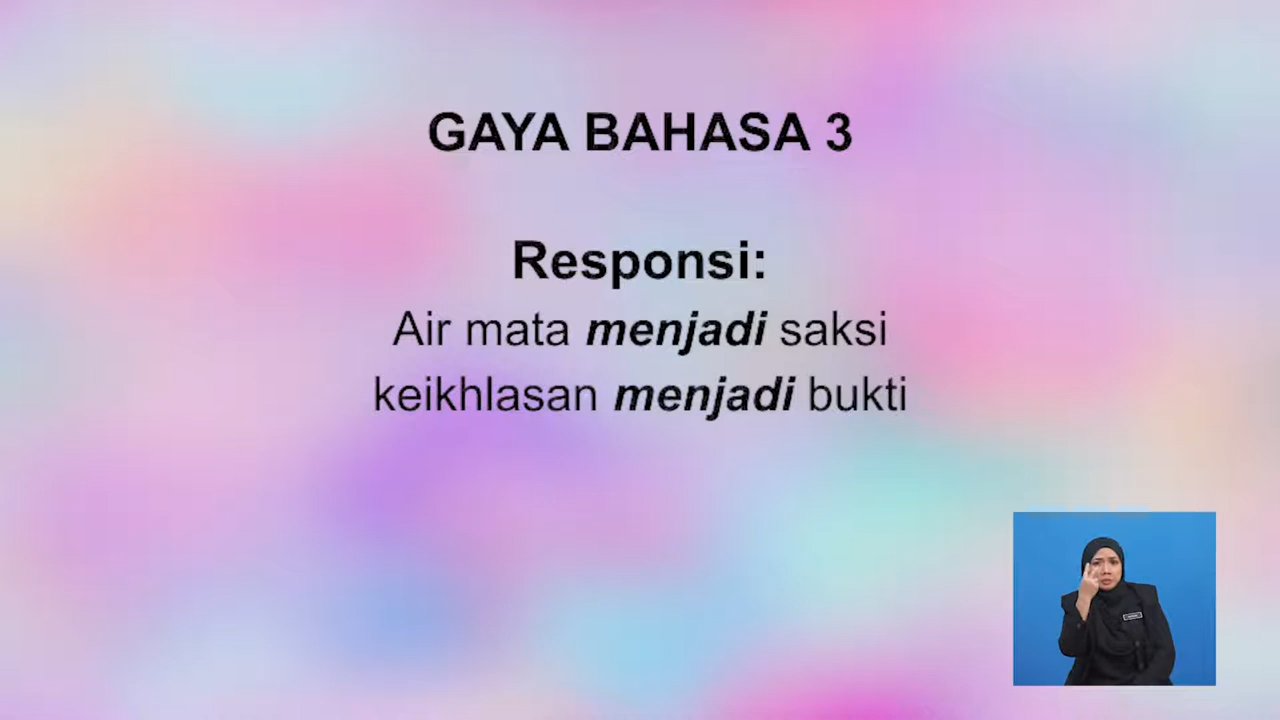 GAYA BAHASA 3
Responsi:
Air mata menjadi saksi
keikhlasan menjadi bukti